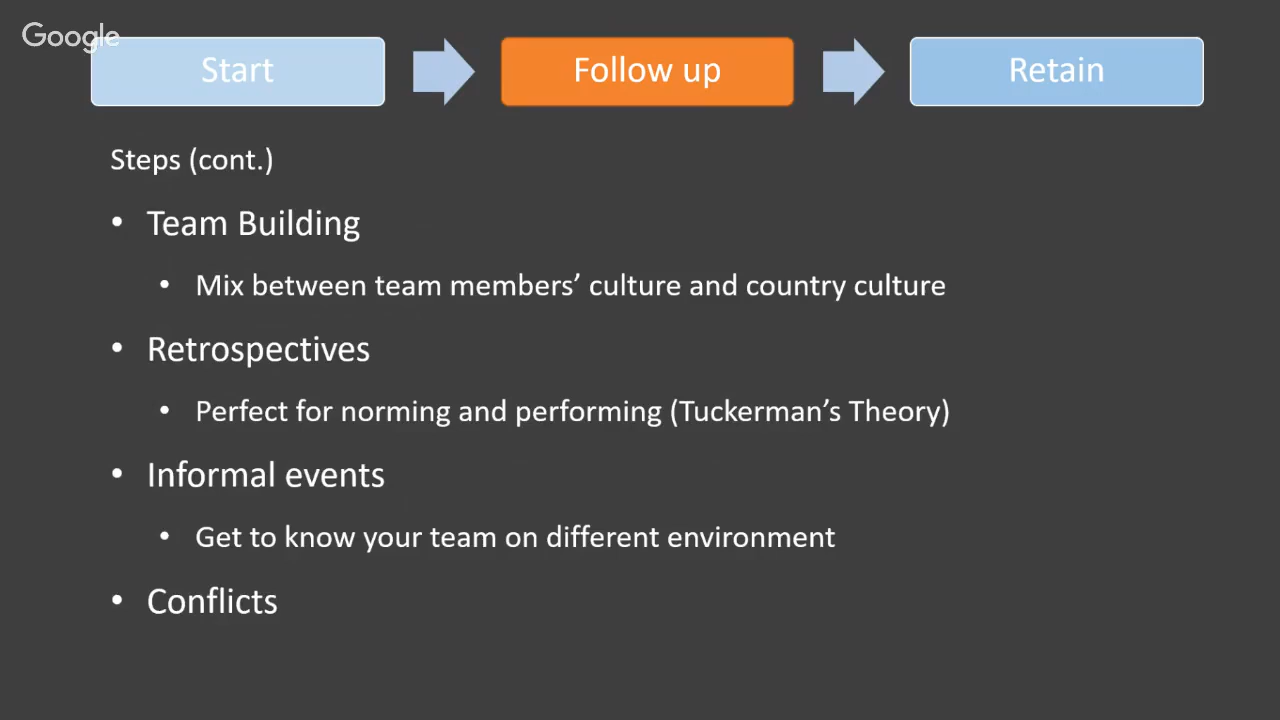 Google
Start
Follow up
Retain
Steps (cont.)
• Team Building
• Mix between team members’ culture and country culture
• Retrospectives
• Perfect for norming and performing (Tuckerman’s Theory)
• Informal events
• Get to know your team on different environment
• Conflicts